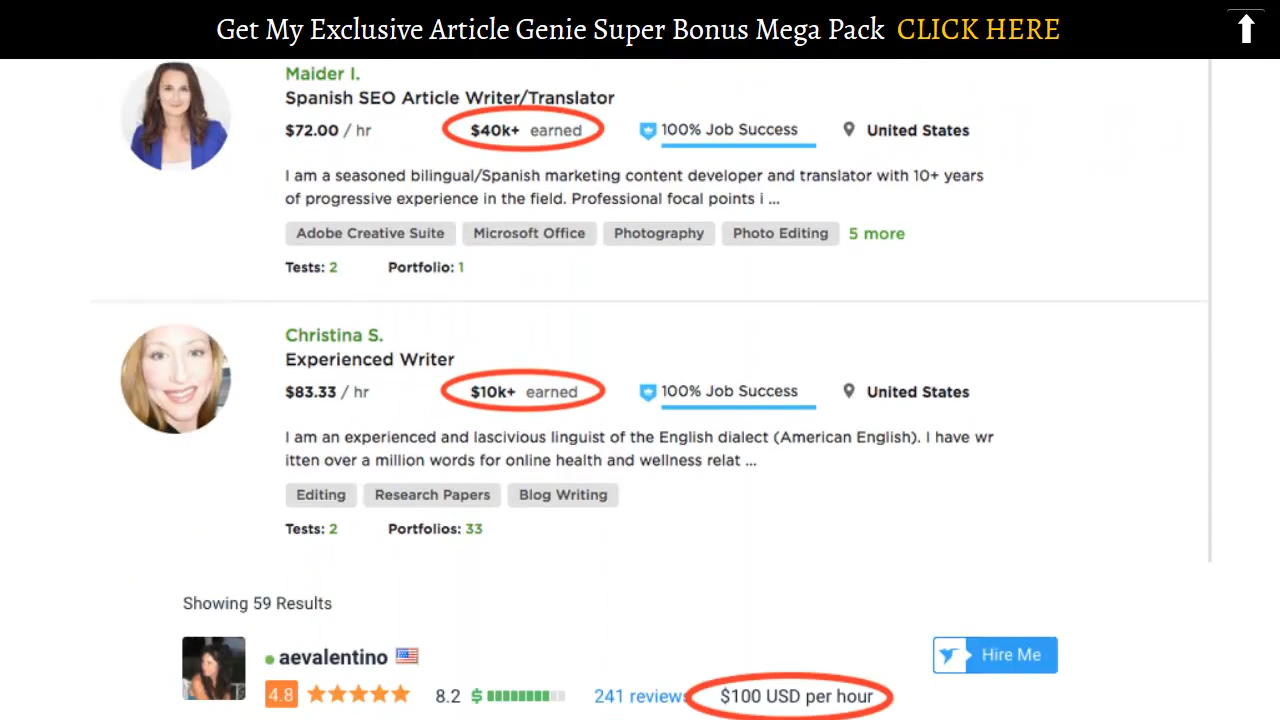 Get My Exclusive Article Genie Super Bonus Mega Pack CLICK HERE
Maider I.
Spanish SEO Article Writer/Translator
$72.00 / hr $40k+ earned 100% Job Success United States
I am a seasoned bilingual/Spanish marketing content developer and translator with 10+ years
of progressive experience in the field. Professional focal points i ...
Adobe Creative Suite Microsoft Office Photography Photo Editing 5 more
Tests: 2 Portfolio: 1
Christina S.
Experienced Writer
$83.33 / hr $10k+ earned 100% Job Success United States
I am an experienced and lascivious linguist of the English dialect (American English). I have wr
itten over a million words for online health and wellness relat ...
Editing Research Papers Blog Writing
Tests: 2 Portfolios: 33
Showing 59 Results
aevalentino Hire Me
4.8 8.2 $ 241 reviews $100 USD per hour